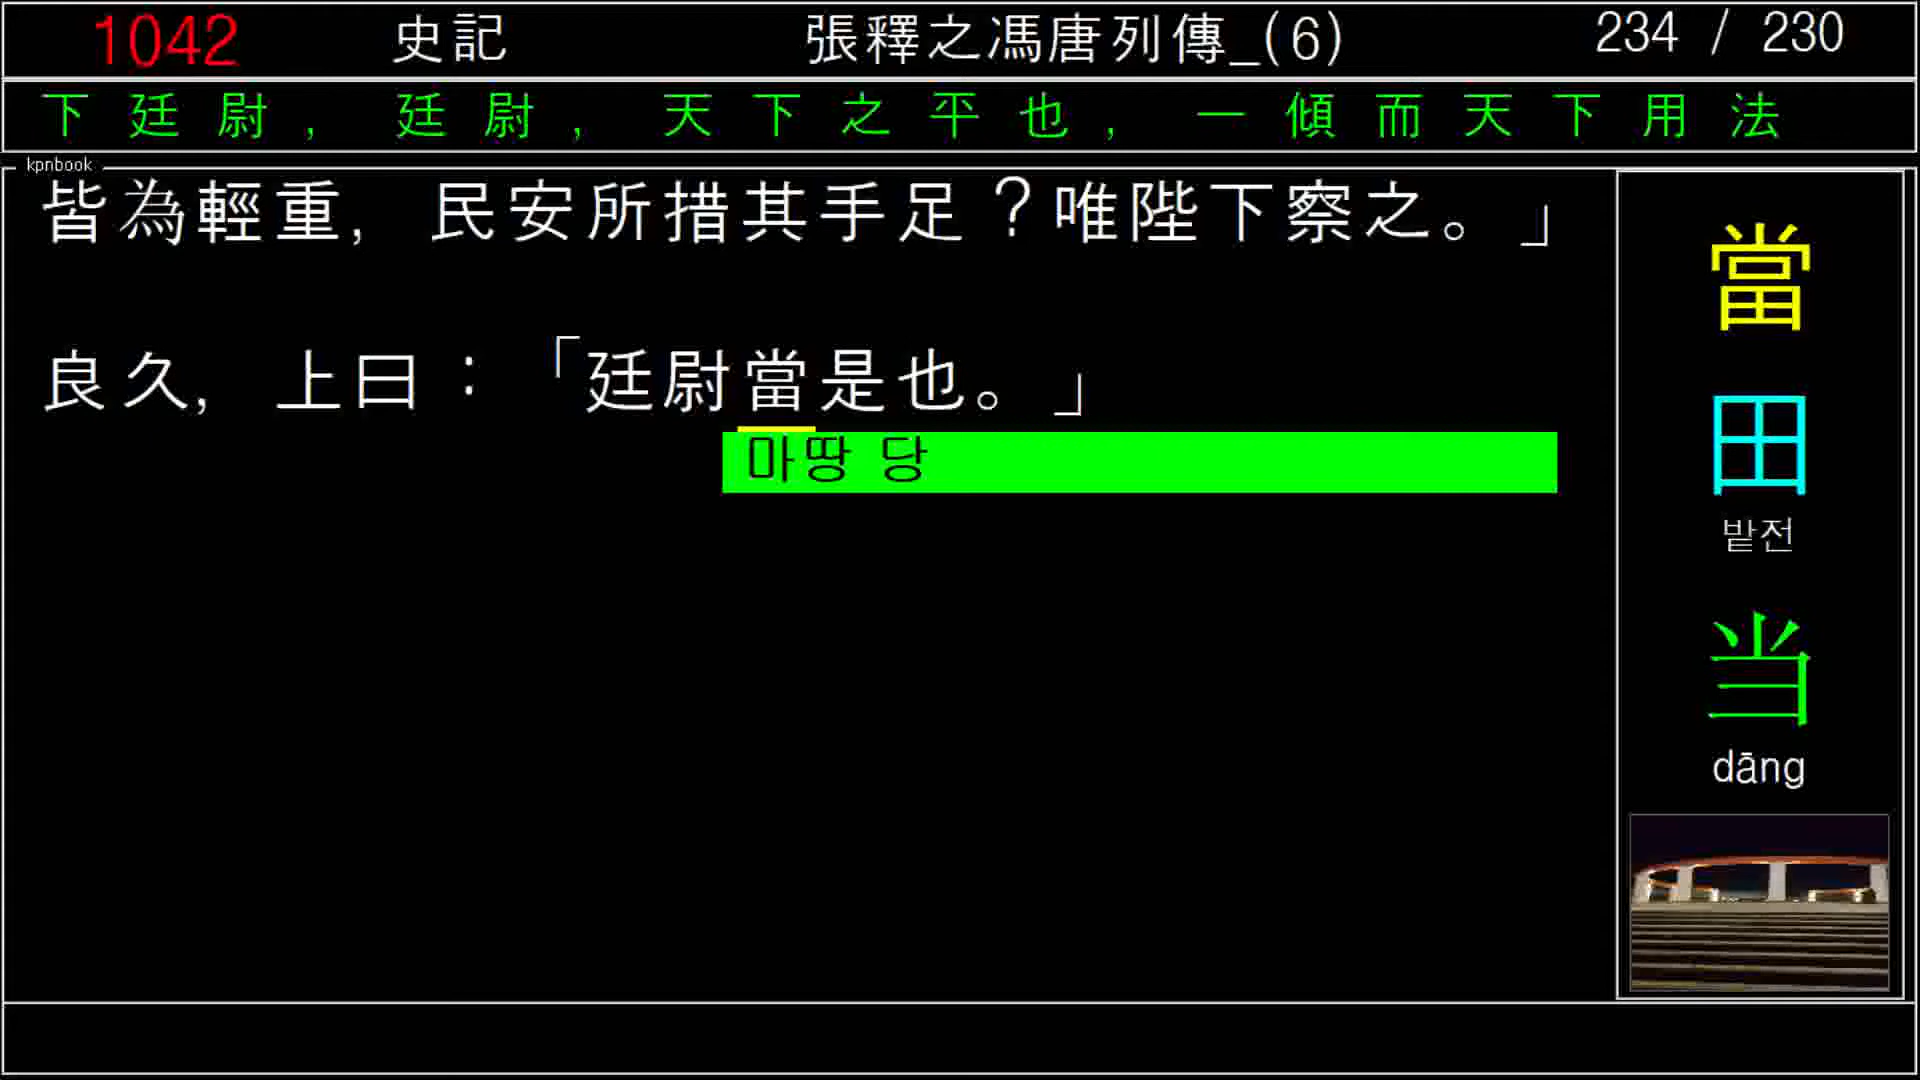 1042 史記 張釋之馮唐列傳_(6) 234 / 230
下廷尉, 廷尉, 天下之平也, 一傾而天下用法
kpnbook
皆為輕重, 民安所措其手足？唯陛下察之。」
良久, 上曰：「廷尉當是也。」
마땅 당
當
田
밭전
当
dāng